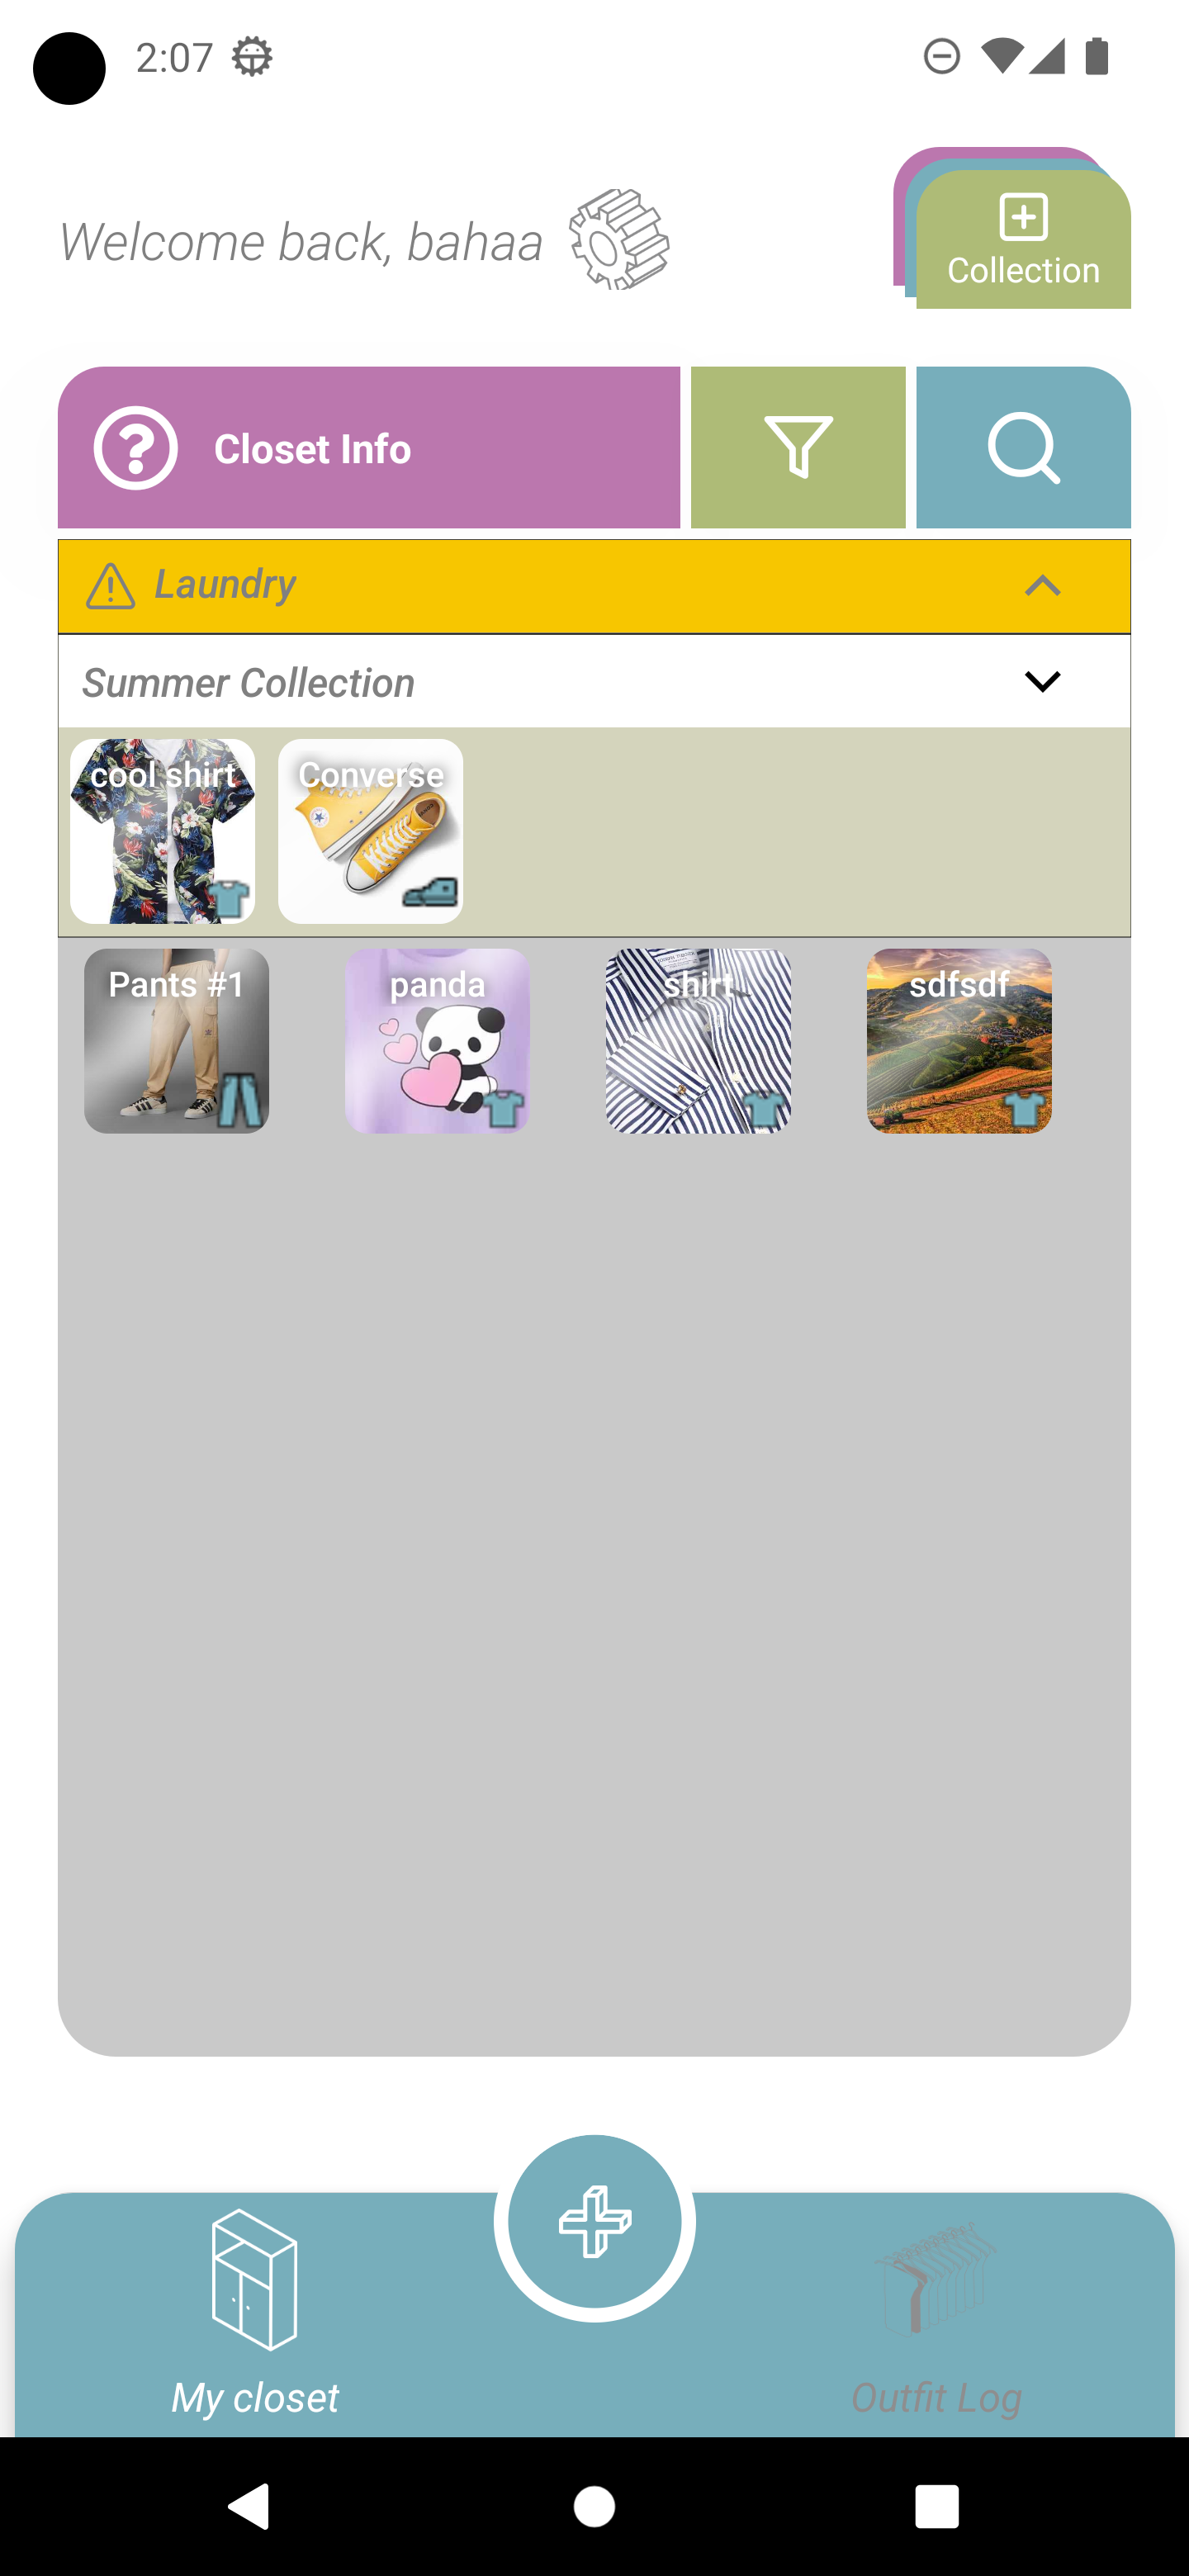 2:07
Welcome back, bahaa
Collection
Closet Info
Laundry
Summer Collection
cool shirt
Converse
Pants #1
panda
shirt
sdfsdf
My closet
Outfit Log